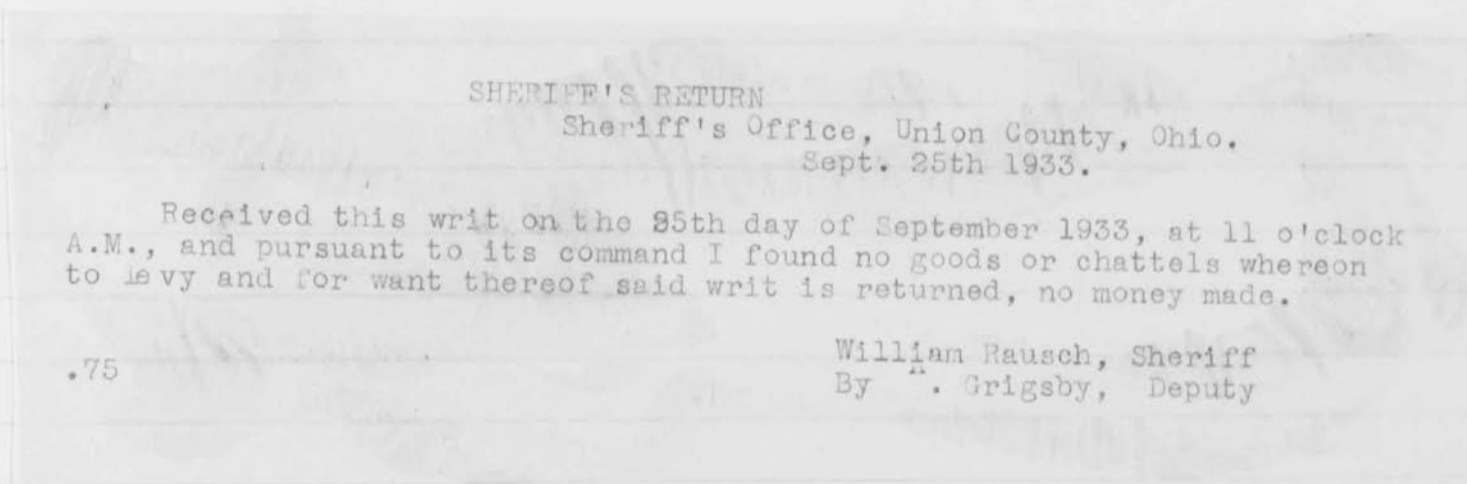 SHERIFF'S RETURN
Sheriff's Office, Union County, Ohio.
Sept. 25th 1933.
Received this writ on the 25th day of September 1933, at 11 o'clock
A.M., and pursuant to its command I found no goods or chattels whereon
to levy and for want thereof said writ is returned, no money made.
.75
William Rausch, Sheriff
By . Grigsby, Deputy